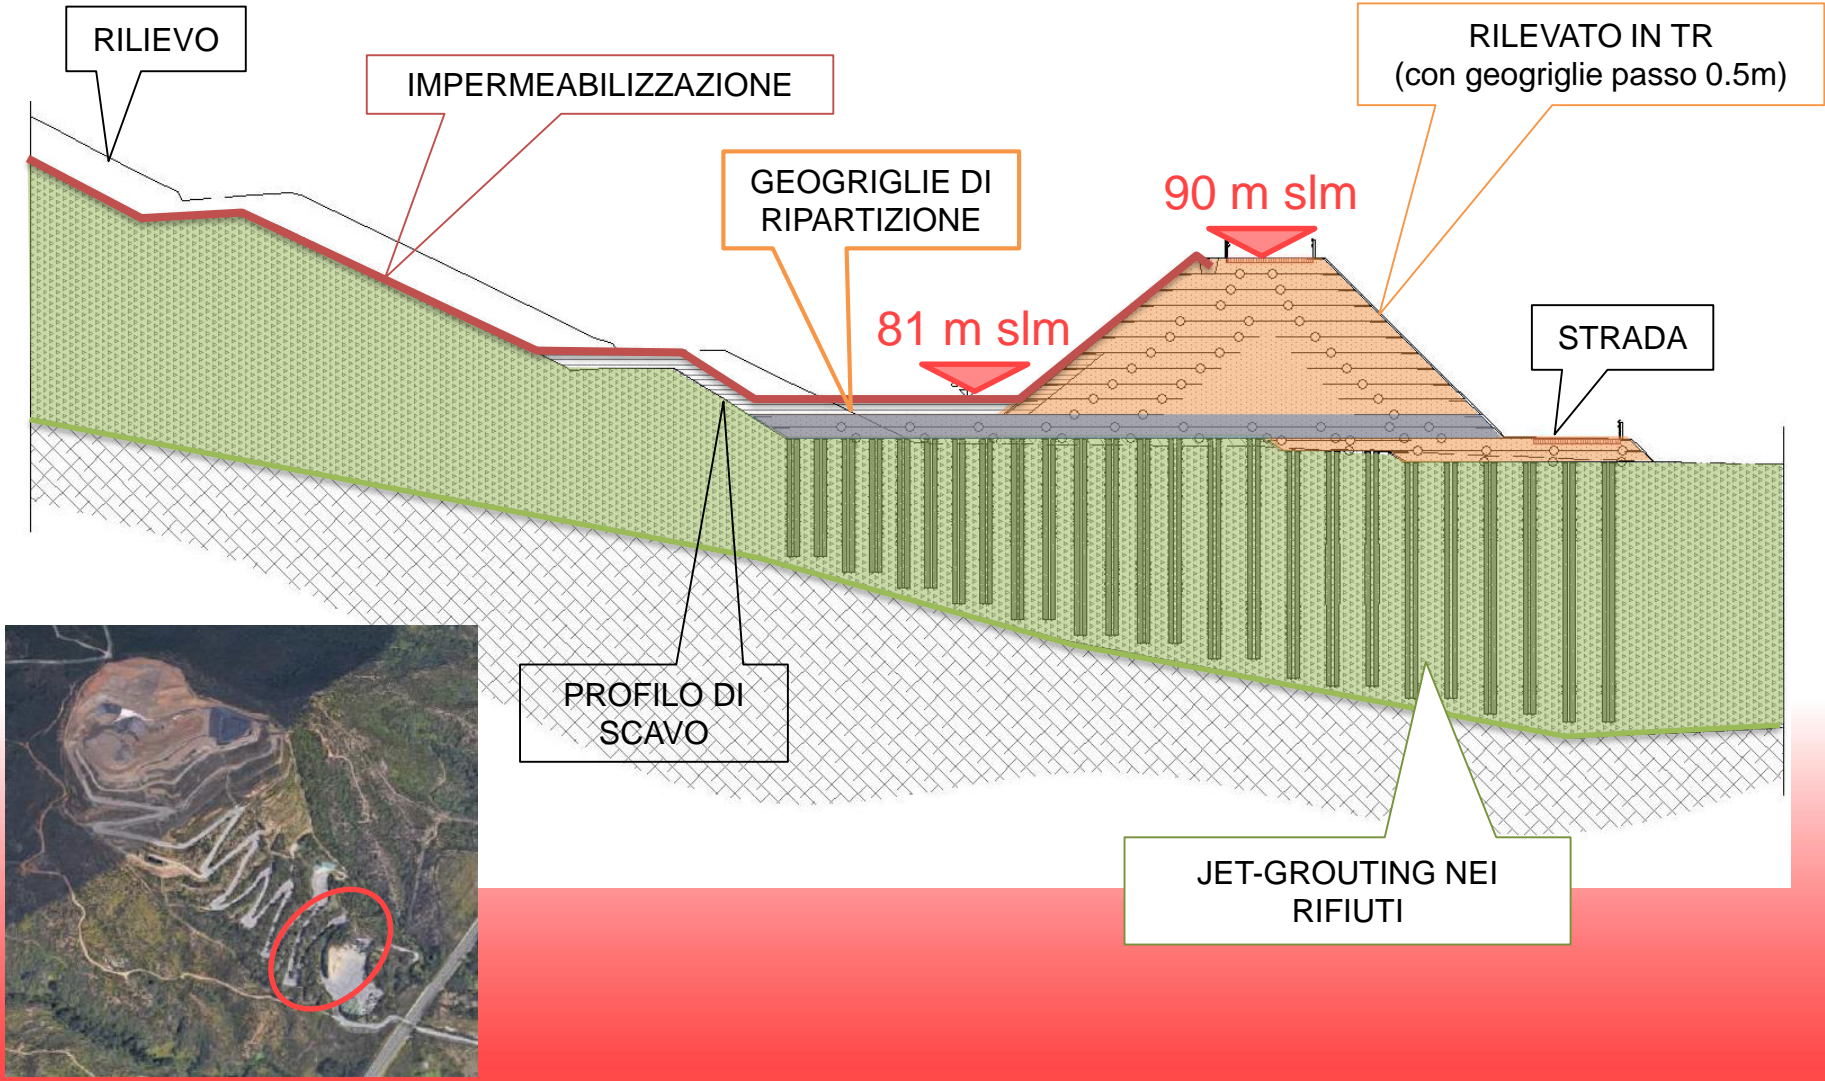 RILIEVO
IMPERMEABILIZZAZIONE
RILEVATO IN TR
(con geogriglie passo 0.5m)
GEOGRIGLIE DI
RIPARTIZIONE
90 m slm
81 m slm
STRADA
PROFILO DI
SCAVO
JET-GROUTING NEI
RIFIUTI